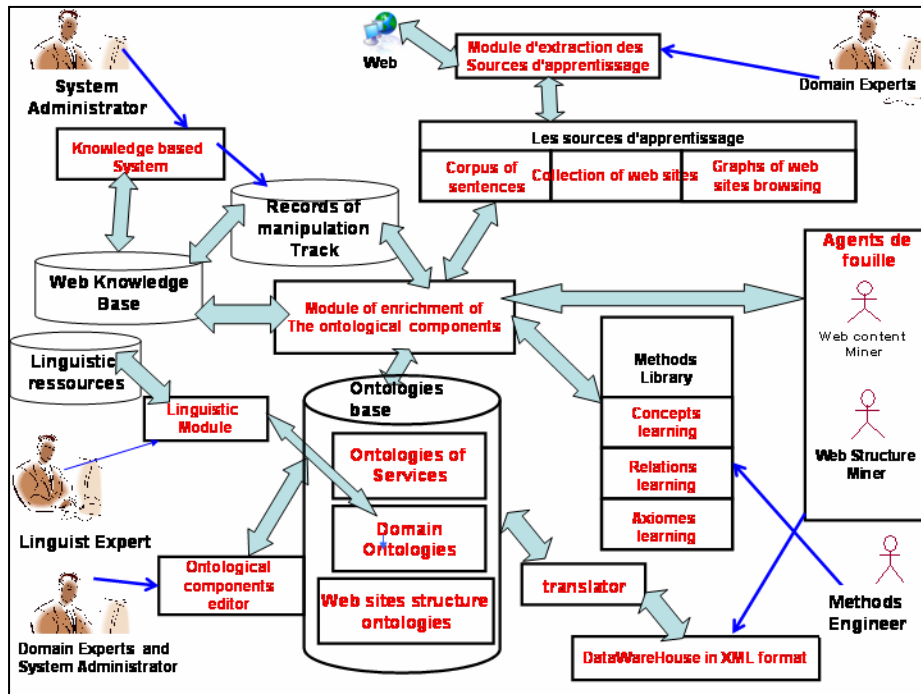 System
Administrator
Web
Module d'extraction des
Sources d'apprentissage
Domain Experts
Knowledge based
System
Les sources d'apprentissage
Corpus of
sentences
Collection of web sites
Graphs of web
sites browsing
Records of
manipulation
Track
Web Knowledge
Base
Module of enrichment of
The ontological components
Agents de
fouille
Web content
Miner
Web Structure
Miner
Linguistic
ressources
Linguistic
Module
Linguist Expert
Ontologies
base
Ontologies of
Services
Domain
Ontologies
Web sites structure
ontologies
Methods
Library
Concepts
learning
Relations
learning
Axiomes
learning
Ontological
components
editor
Domain Experts and
System Administrator
translator
DataWareHouse in XML format
Methods
Engineer